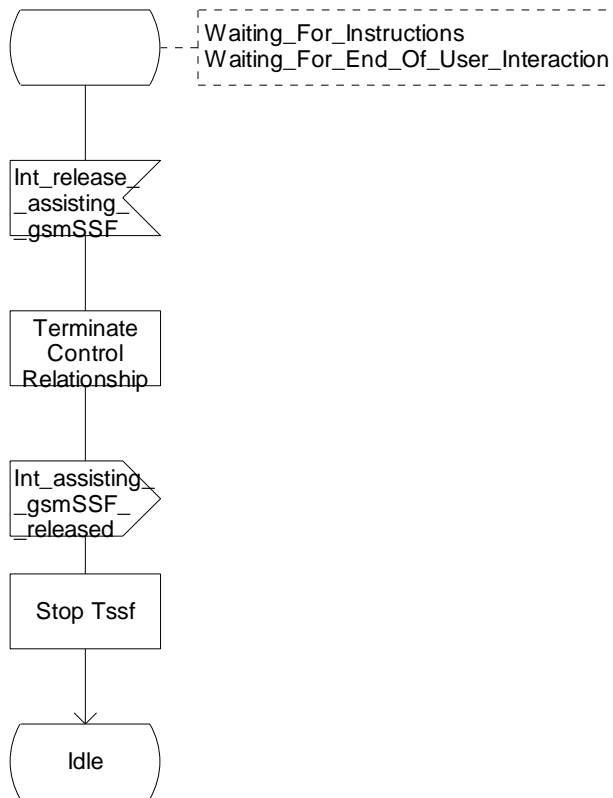 Waiting_For_Instructions
Waiting_For_End_Of_User_Interaction
Int_release_
_assisting_
_gsmSSF
Terminate
Control
Relationship
Int_assisting_
_gsmSSF_
_released
Stop Tssf
Idle